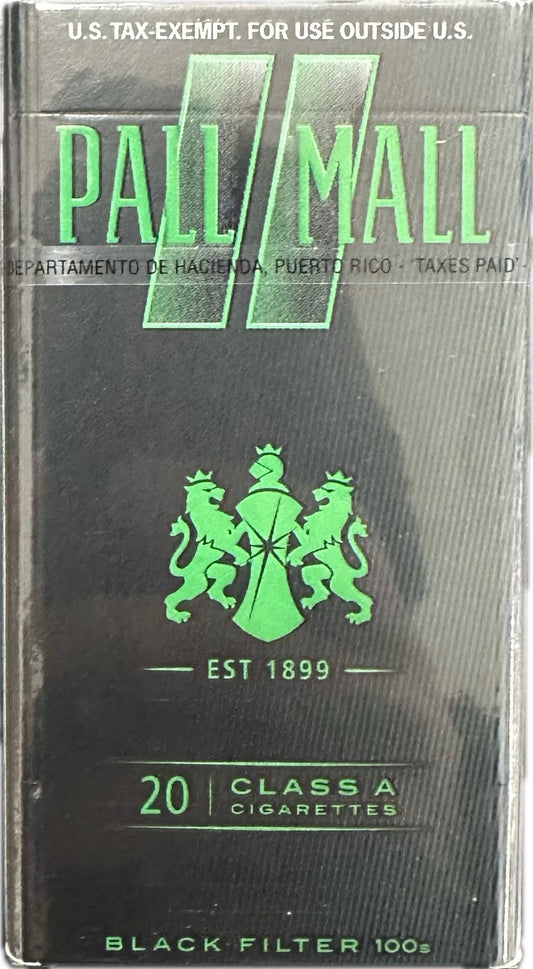 U.S. TAX-EXEMPT. FOR USE OUTSIDE U.S.
PALL MALL
DEPARTAMENTO DE HACIENDA, PUERTO RICO - 'TAXES PAID' -
EST 1899
20 | CLASS A
CIGARETTES
BLACK FILTER 100s